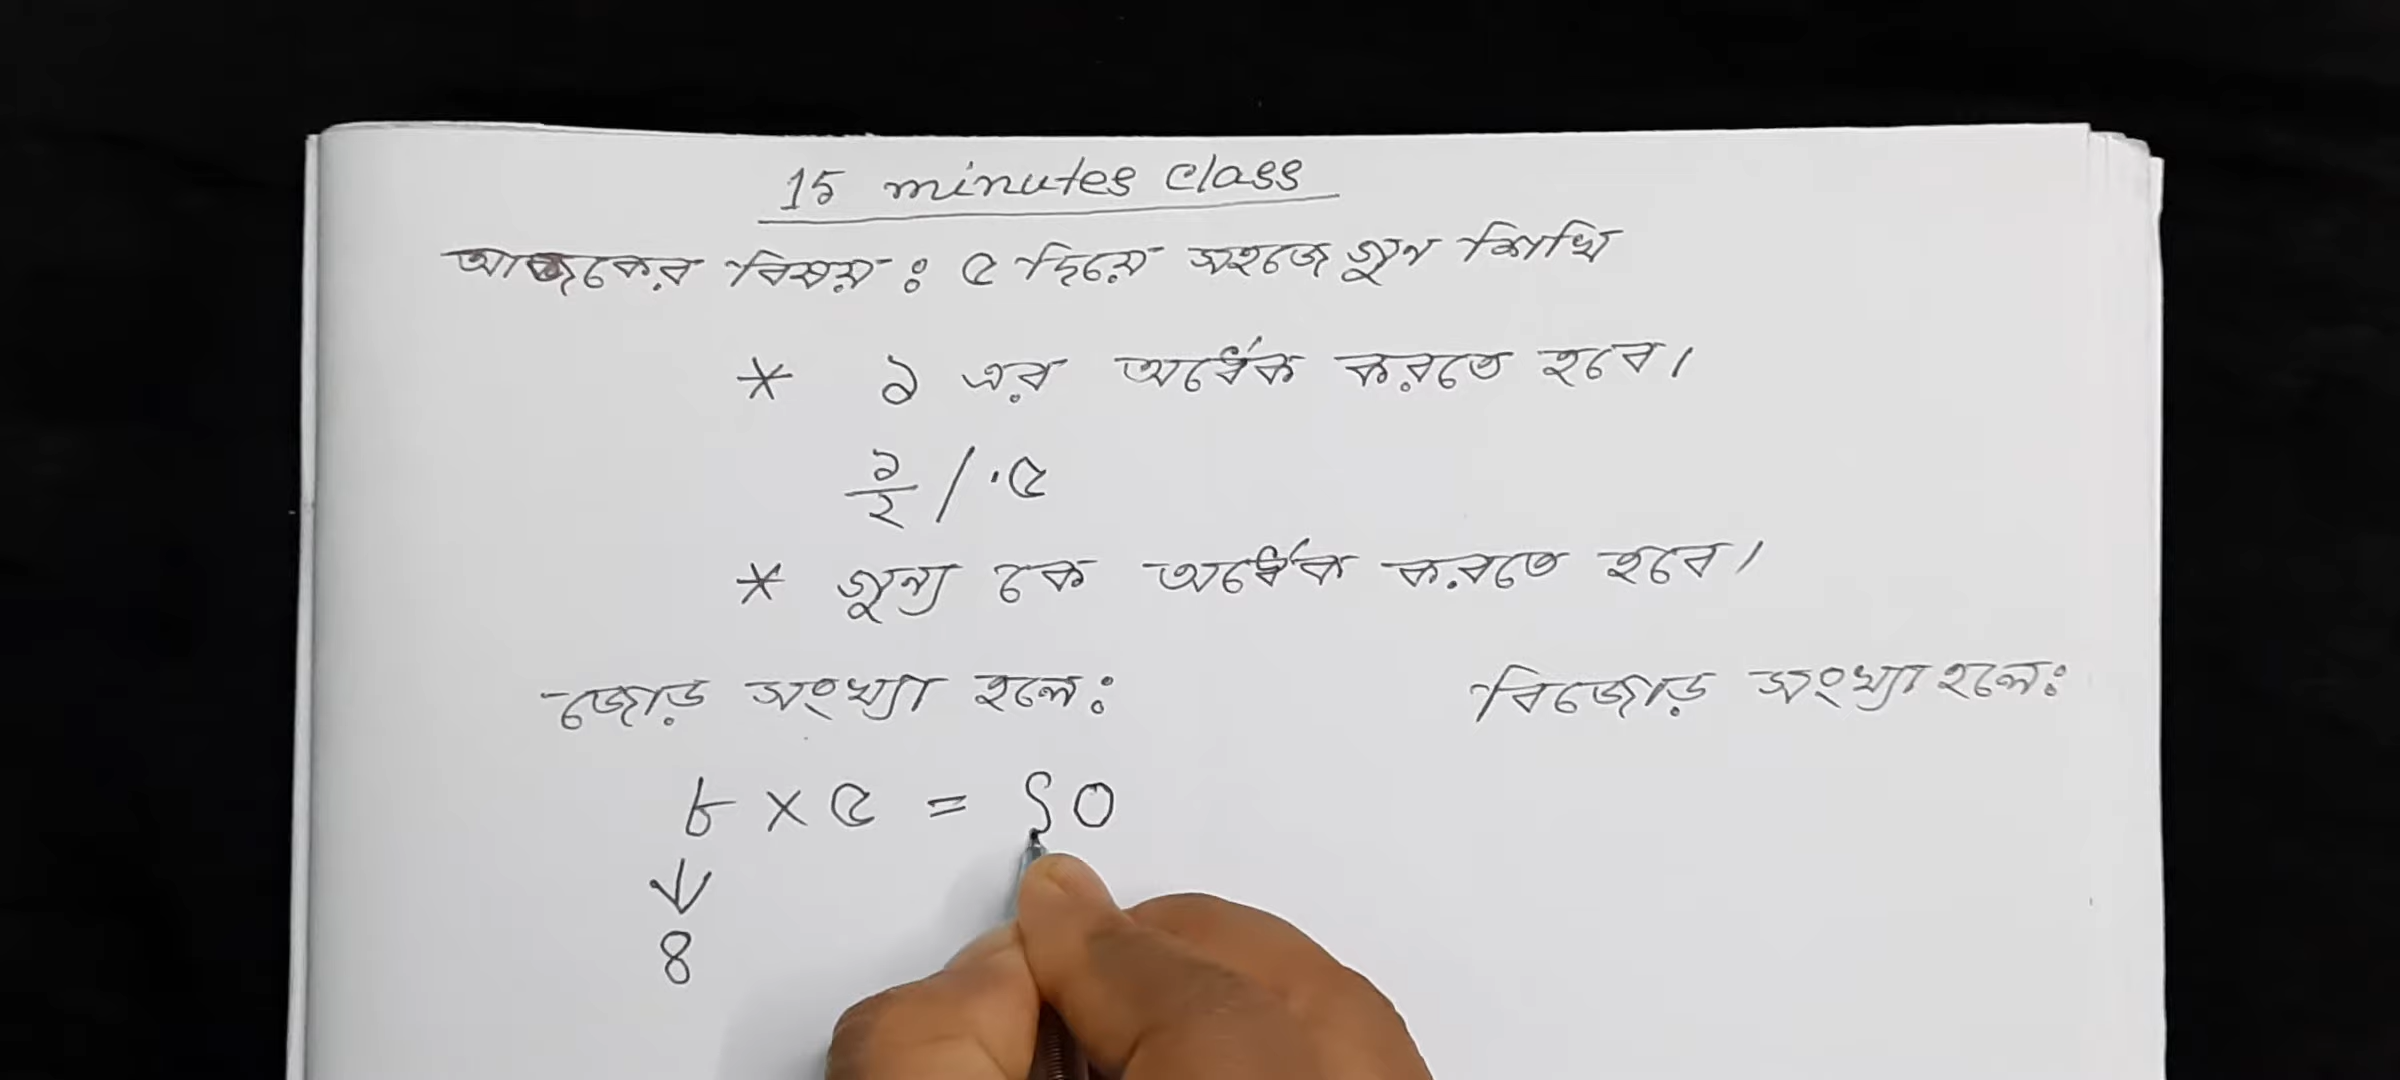 15 minutes class
আজকের বিষয়: ৫ দিয়ে সহজে গুন শিখি
* ১ এর অর্ধেক করতে হবে।
১/২ / .৫
* গুন্য কে অর্ধেক করতে হবে।
জোড় সংখ্যা হলে: বিজোড় সংখ্যা হলে:
৮ × ৫ = 0
↓
৪